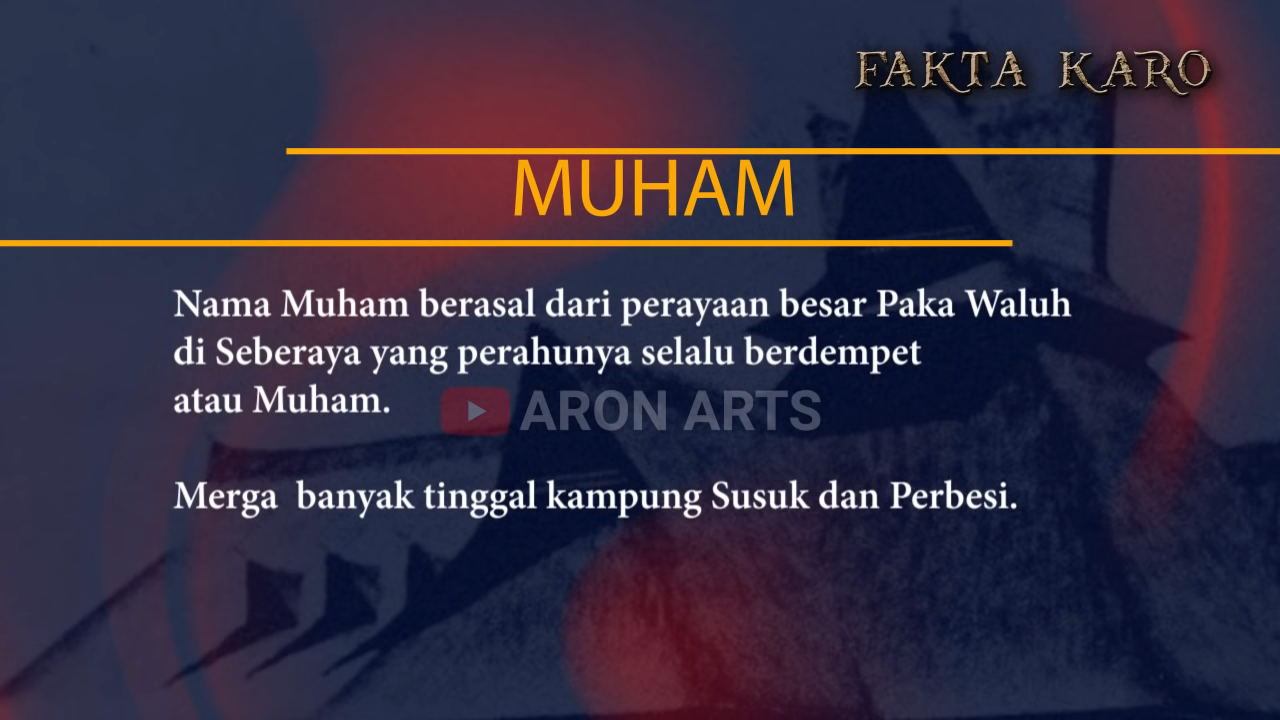 FAKTA KARO
MUHAM
Nama Muham berasal dari perayaan besar Paka Waluh
di Seberaya yang perahunya selalu berdempet
atau Muham.
ARON ARTS
Merga banyak tinggal kampung Susuk dan Perbesi.